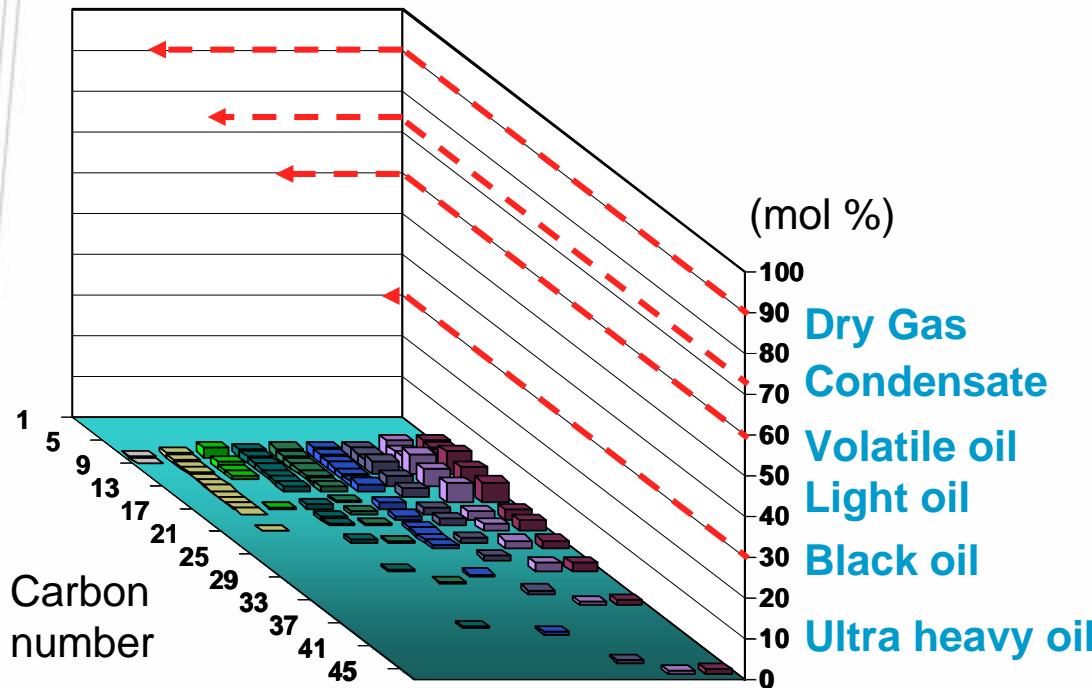 (mol %)
100
90
80
70
60
50
40
30
20
10
0
Dry Gas
Condensate
Volatile oil
Light oil
Black oil
Ultra heavy oil
1
5
9
13
17
21
25
29
33
37
41
45
Carbon
number